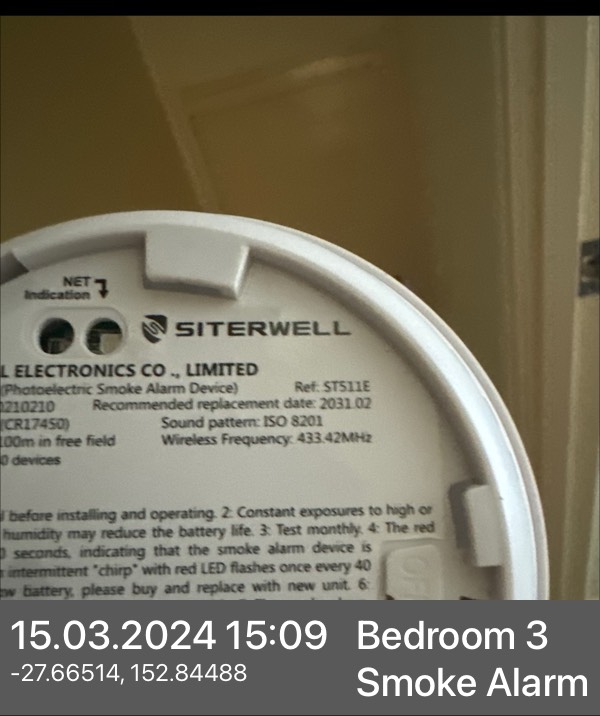 NET
Indication
SITERWELL
L ELECTRONICS CO ., LIMITED
(Photoelectric Smoke Alarm Device) Ref: ST511E
0210210 Recommended replacement date: 2031.02
(CR17450) Sound pattern: ISO 8201
100m in free field Wireless Frequency: 433.42MHz
0 devices
before installing and operating. 2: Constant exposures to high or
humidity may reduce the battery life. 3: Test monthly. 4: The red
seconds, indicating that the smoke alarm device is
intermittent "chirp" with red LED flashes once every 40
battery, please buy and replace with new unit. 6:
15.03.2024 15:09
-27.66514, 152.84488
Bedroom 3
Smoke Alarm